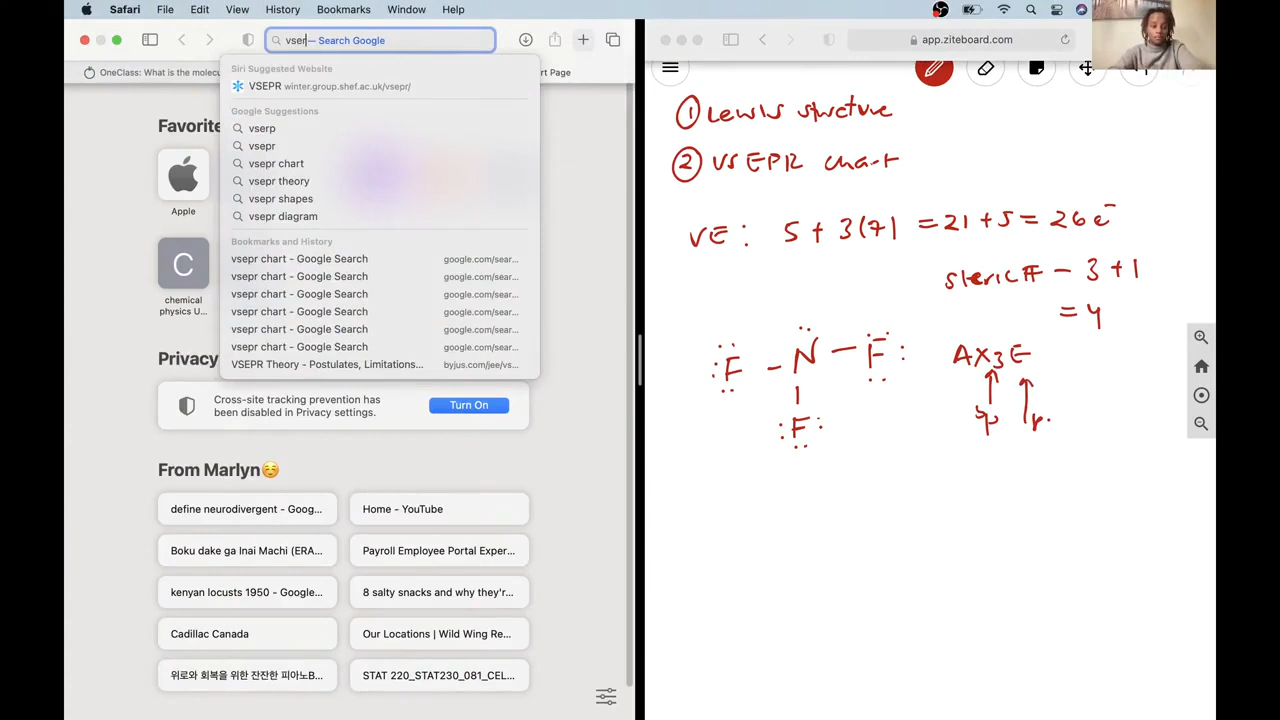 Safari File Edit View History Bookmarks Window Help
vser — Search Google
app.ziteboard.com
OneClass: What is the molecu
rt Page
Siri Suggested Website
VSEPR winter.group.shef.ac.uk/vsepr/
Google Suggestions
vserp
vsepr
vsepr chart
vsepr theory
vsepr shapes
vsepr diagram
Bookmarks and History
vsepr chart - Google Search google.com/sear...
vsepr chart - Google Search google.com/sear...
vsepr chart - Google Search google.com/sear...
vsepr chart - Google Search google.com/sear...
vsepr chart - Google Search google.com/sear...
vsepr chart - Google Search google.com/sear...
VSEPR Theory - Postulates, Limitations... byjus.com/jee/vs...
Favorite
Apple
C
chemical
physics U...
Privacy
Cross-site tracking prevention has
been disabled in Privacy settings.
Turn On
From Marlyn☺️
define neurodivergent - Goog...
Home - YouTube
Boku dake ga Inai Machi (ERA...
Payroll Employee Portal Exper...
kenyan locusts 1950 - Google...
8 salty snacks and why they'r...
Cadillac Canada
Our Locations | Wild Wing Re...
위로와 회복을 위한 잔잔한 피아노B...
STAT 220_STAT230_081_CEL...
① Lewis structure
② VSEPR chart
VE: 5 + 3(7) = 21 + 5 = 26e⁻
steric # - 3 + 1
= 4
F - N - F
F
AX3E